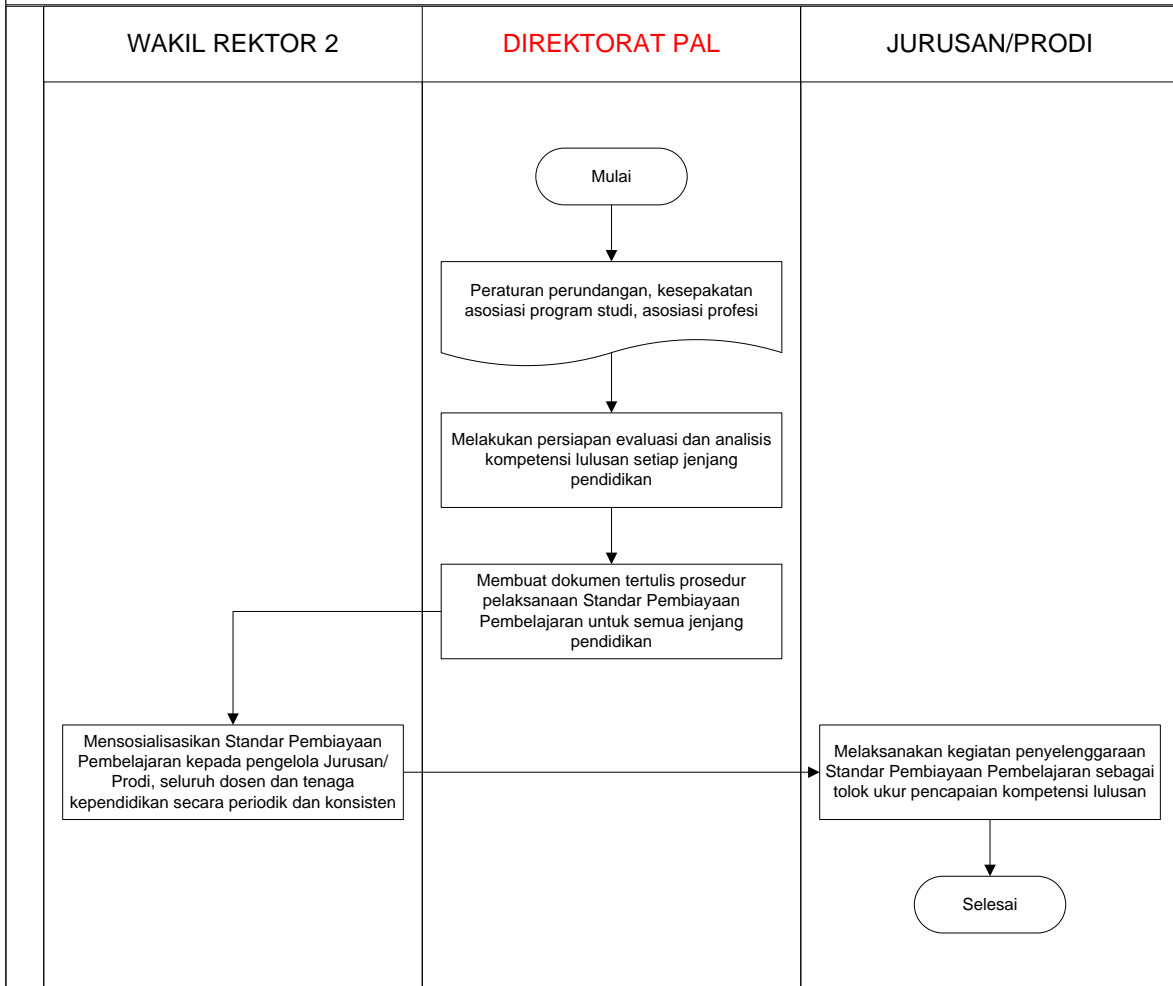 WAKIL REKTOR 2
DIREKTORAT PAL
JURUSAN/PRODI
Mulai
Peraturan perundangan, kesepakatan
asosiasi program studi, asosiasi profesi
Melakukan persiapan evaluasi dan analisis
kompetensi lulusan setiap jenjang
pendidikan
Membuat dokumen tertulis prosedur
pelaksanaan Standar Pembiayaan
Pembelajaran untuk semua jenjang
pendidikan
Mensosialisasikan Standar Pembiayaan
Pembelajaran kepada pengelola Jurusan/
Prodi, seluruh dosen dan tenaga
kependidikan secara periodik dan konsisten
Melaksanakan kegiatan penyelenggaraan
Standar Pembiayaan Pembelajaran sebagai
tolok ukur pencapaian kompetensi lulusan
Selesai